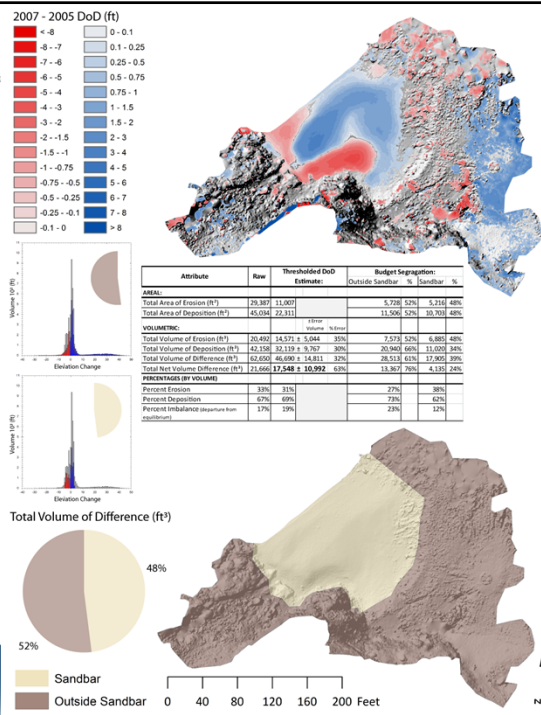 2007 - 2005 DoD (ft)
< -8
-8 - -7
-7 - -6
-6 - -5
-5 - -4
-4 - -3
-3 - -2
-2 - -1.5
-1.5 - -1
-1 - -0.75
-0.75 - -0.5
-0.5 - -0.25
-0.25 - -0.1
-0.1 - 0
0 - 0.1
0.1 - 0.25
0.25 - 0.5
0.5 - 0.75
0.75 - 1
1 - 1.5
1.5 - 2
2 - 3
3 - 4
4 - 5
5 - 6
6 - 7
7 - 8
> 8
Volume 10³ (ft)
Elevation Change
Volume 10³ (ft)
Elevation Change
Attribute Raw Thresholded DoD Estimate: Budget Segragation:
Outside Sandbar % Sandbar %
AREAL:
Total Area of Erosion (ft²) 29,387 11,007 5,728 52% 5,216 48%
Total Area of Deposition (ft²) 45,034 22,311 11,506 52% 10,703 48%
VOLUMETRIC: ± Error Volume % Error
Total Volume of Erosion (ft³) 20,492 14,571 ± 5,044 35% 7,573 52% 6,885 48%
Total Volume of Deposition (ft³) 42,158 32,119 ± 9,767 30% 20,940 66% 11,020 34%
Total Volume of Difference (ft³) 62,650 46,690 ± 14,811 32% 28,513 61% 17,905 39%
Total Net Volume Difference (ft³) 21,666 17,548 ± 10,992 63% 13,367 76% 4,135 24%
PERCENTAGES (BY VOLUME)
Percent Erosion 33% 31% 27% 38%
Percent Deposition 67% 69% 73% 62%
Percent Imbalance (departure from equilibrium) 17% 19% 23% 12%
Total Volume of Difference (ft³)
48%
52%
Sandbar
Outside Sandbar
0 40 80 120 160 200 Feet